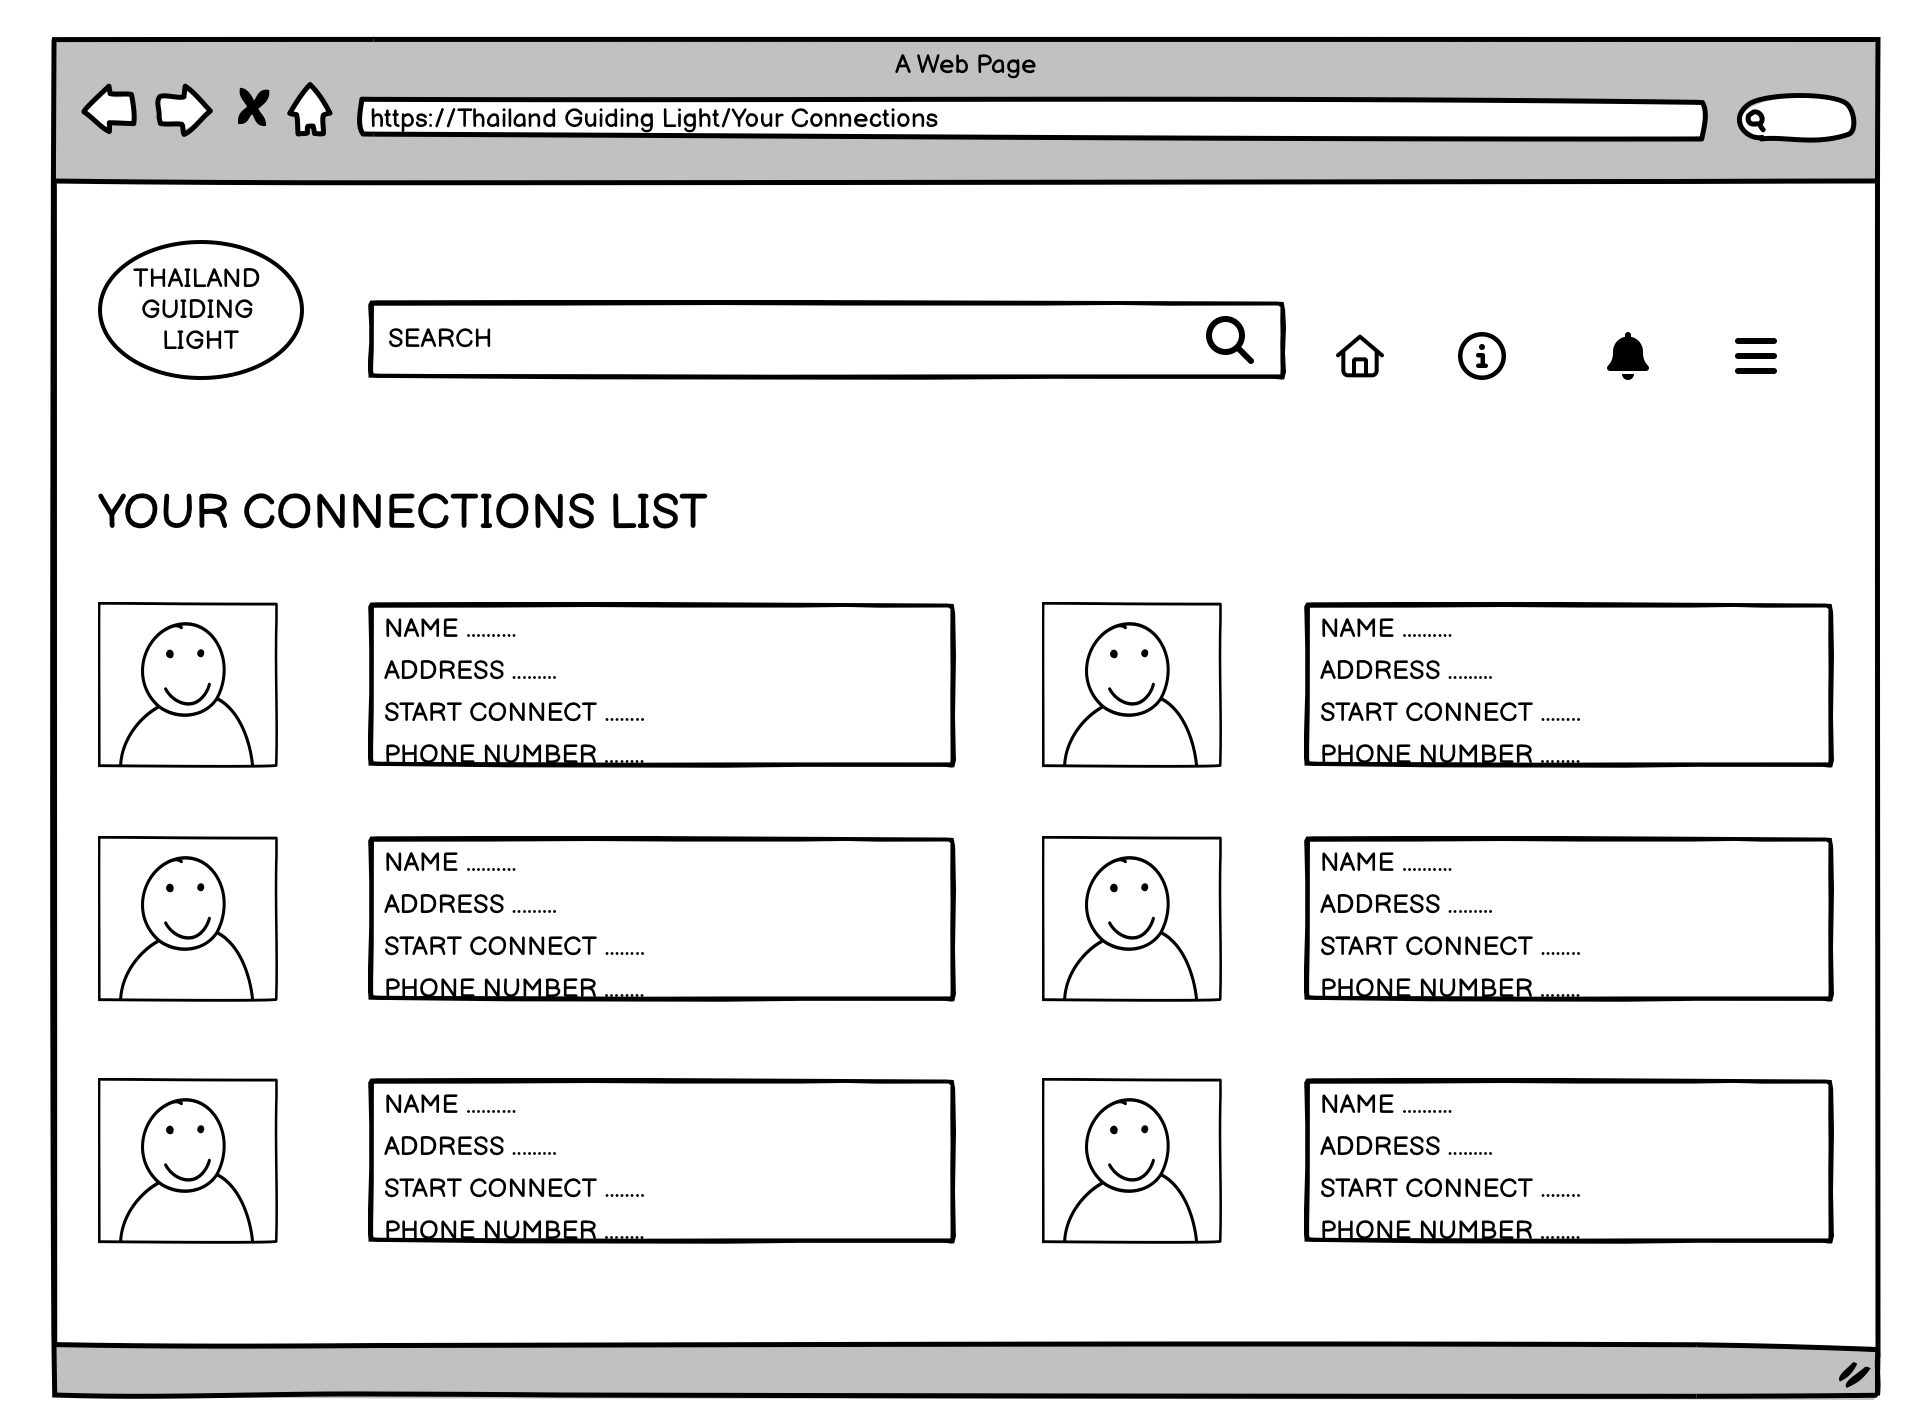 A Web Page
https://Thailand Guiding Light/Your Connections
THAILAND
GUIDING
LIGHT
SEARCH
YOUR CONNECTIONS LIST
NAME ..........
ADDRESS .........
START CONNECT ........
PHONE NUMBER ........
NAME ..........
ADDRESS .........
START CONNECT ........
PHONE NUMBER ........
NAME ..........
ADDRESS .........
START CONNECT ........
PHONE NUMBER ........
NAME ..........
ADDRESS .........
START CONNECT ........
PHONE NUMBER ........
NAME ..........
ADDRESS .........
START CONNECT ........
PHONE NUMBER ........
NAME ..........
ADDRESS .........
START CONNECT ........
PHONE NUMBER ........